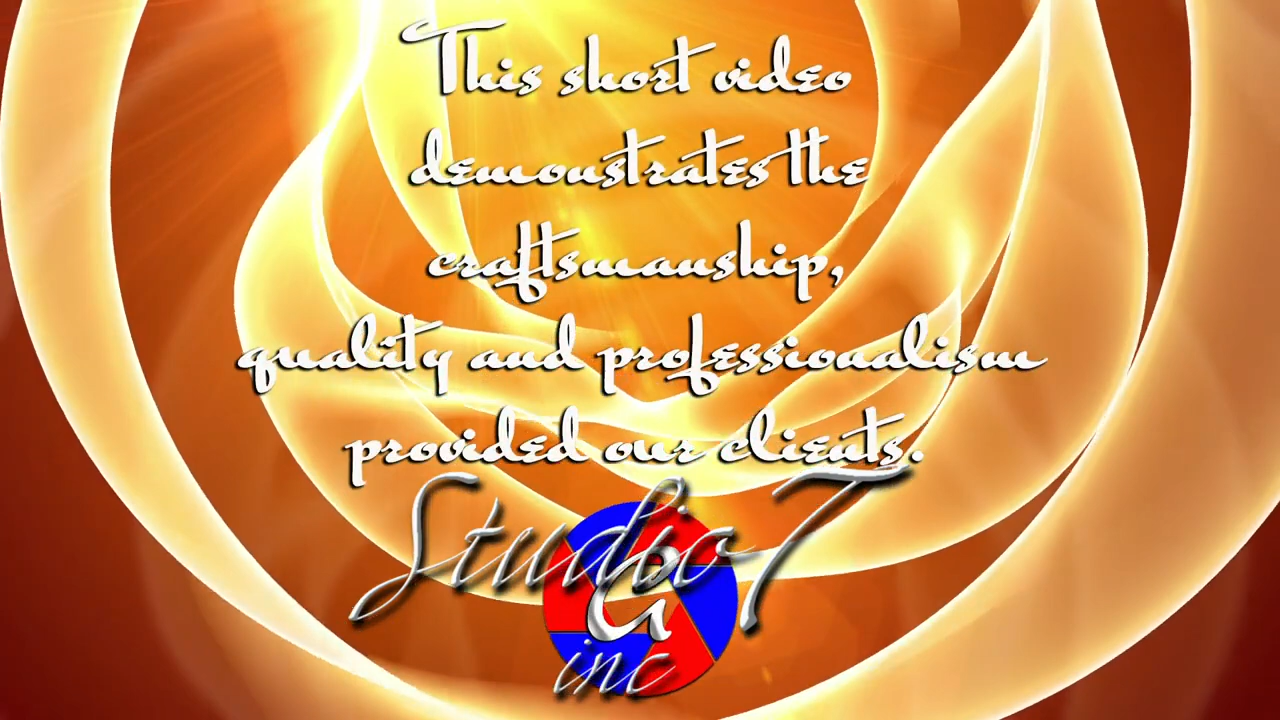 This short video
demonstrates the
craftsmanship,
quality and professionalism
provided our clients.
Studio 7
G
inc